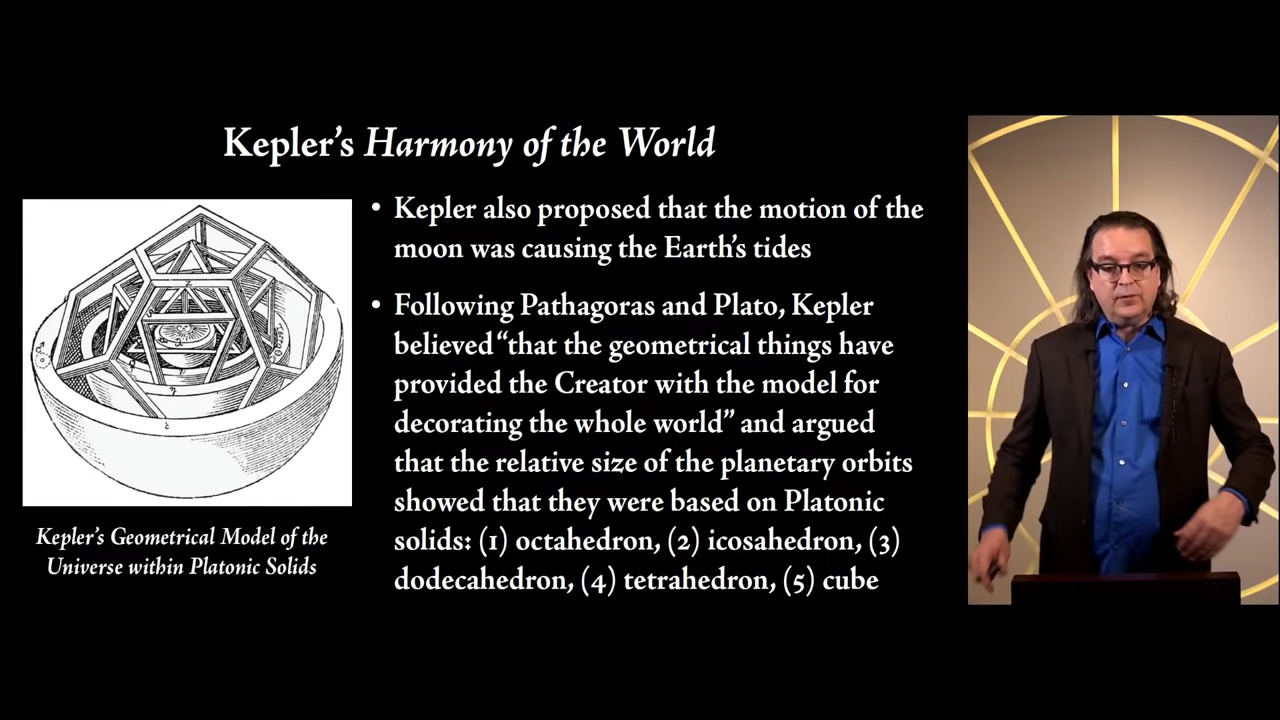 Kepler's Harmony of the World
Kepler's Geometrical Model of the
Universe within Platonic Solids
• Kepler also proposed that the motion of the
moon was causing the Earth's tides
• Following Pathagoras and Plato, Kepler
believed “that the geometrical things have
provided the Creator with the model for
decorating the whole world” and argued
that the relative size of the planetary orbits
showed that they were based on Platonic
solids: (1) octahedron, (2) icosahedron, (3)
dodecahedron, (4) tetrahedron, (5) cube